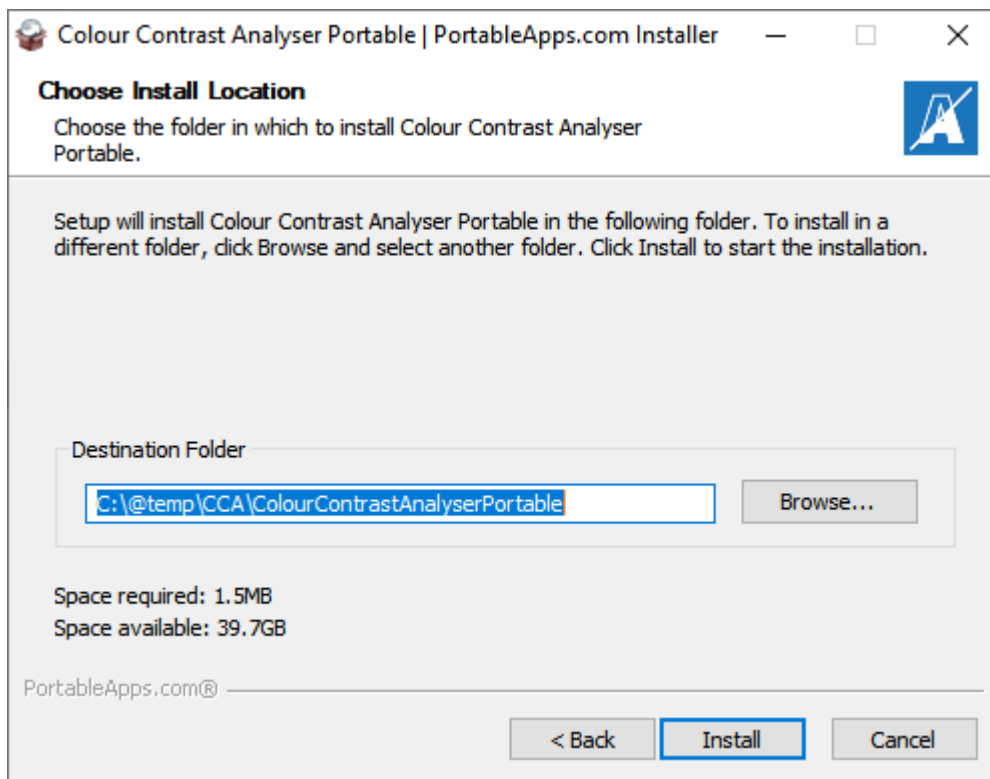 Colour Contrast Analyser Portable | PortableApps.com Installer
Choose Install Location
Choose the folder in which to install Colour Contrast Analyser
Portable.
Setup will install Colour Contrast Analyser Portable in the following folder. To install in a
different folder, click Browse and select another folder. Click Install to start the installation.
Destination Folder
C:\@temp\CCA\ColourContrastAnalyserPortable
Browse...
Space required: 1.5MB
Space available: 39.7GB
PortableApps.com®
< Back
Install
Cancel